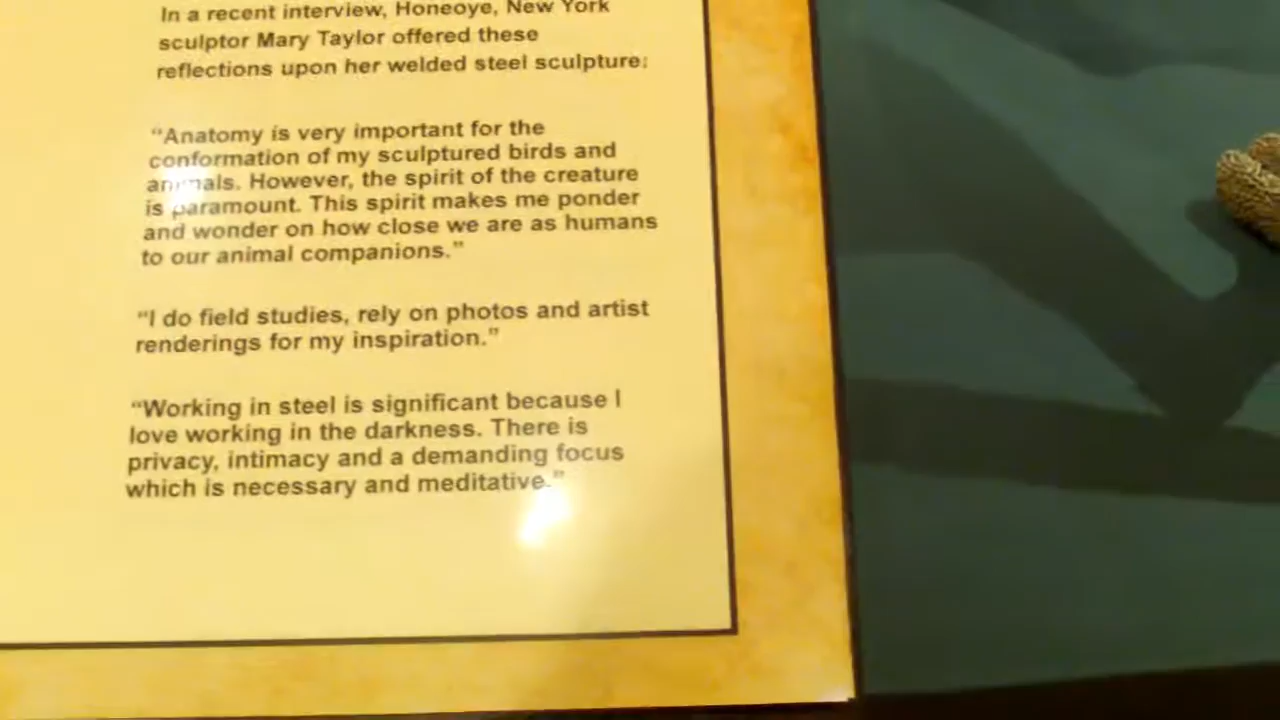 In a recent interview, Honeoye, New York
sculptor Mary Taylor offered these
reflections upon her welded steel sculpture:
“Anatomy is very important for the
conformation of my sculptured birds and
animals. However, the spirit of the creature
is paramount. This spirit makes me ponder
and wonder on how close we are as humans
to our animal companions.”
“I do field studies, rely on photos and artist
renderings for my inspiration.”
“Working in steel is significant because I
love working in the darkness. There is
privacy, intimacy and a demanding focus
which is necessary and meditative.”